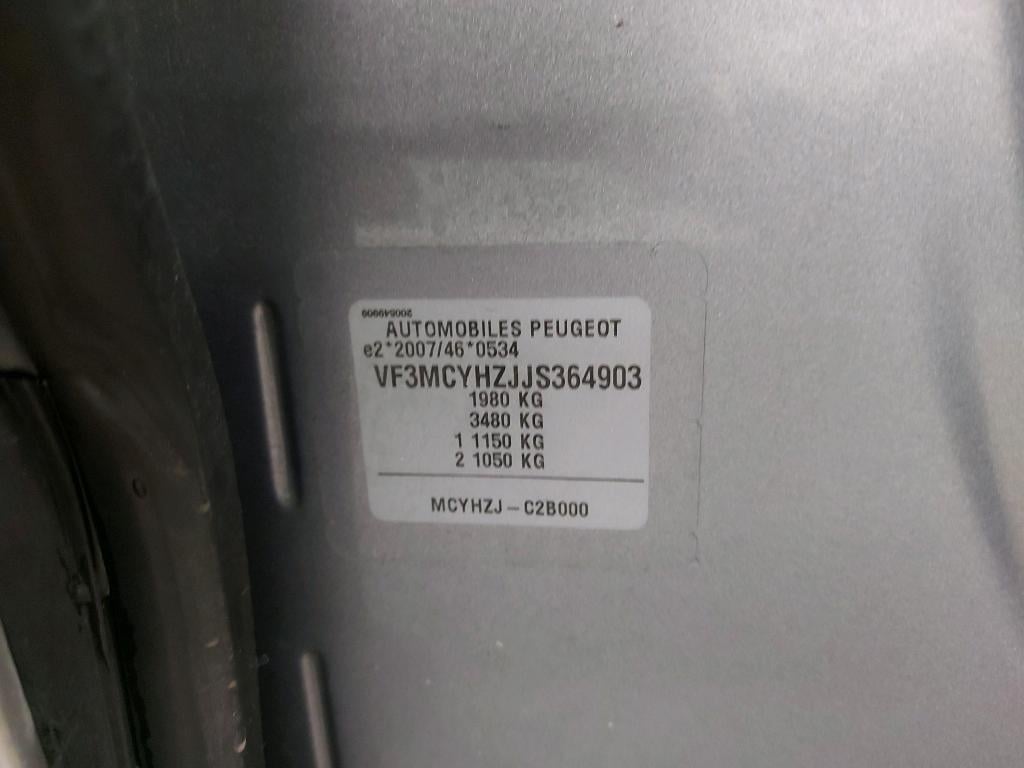 200549909
AUTOMOBILES PEUGEOT
e2*2007/46*0534
VF3MCYHZJJS364903
1980 KG
3480 KG
1 1150 KG
2 1050 KG
MCYHZJ – C2B000